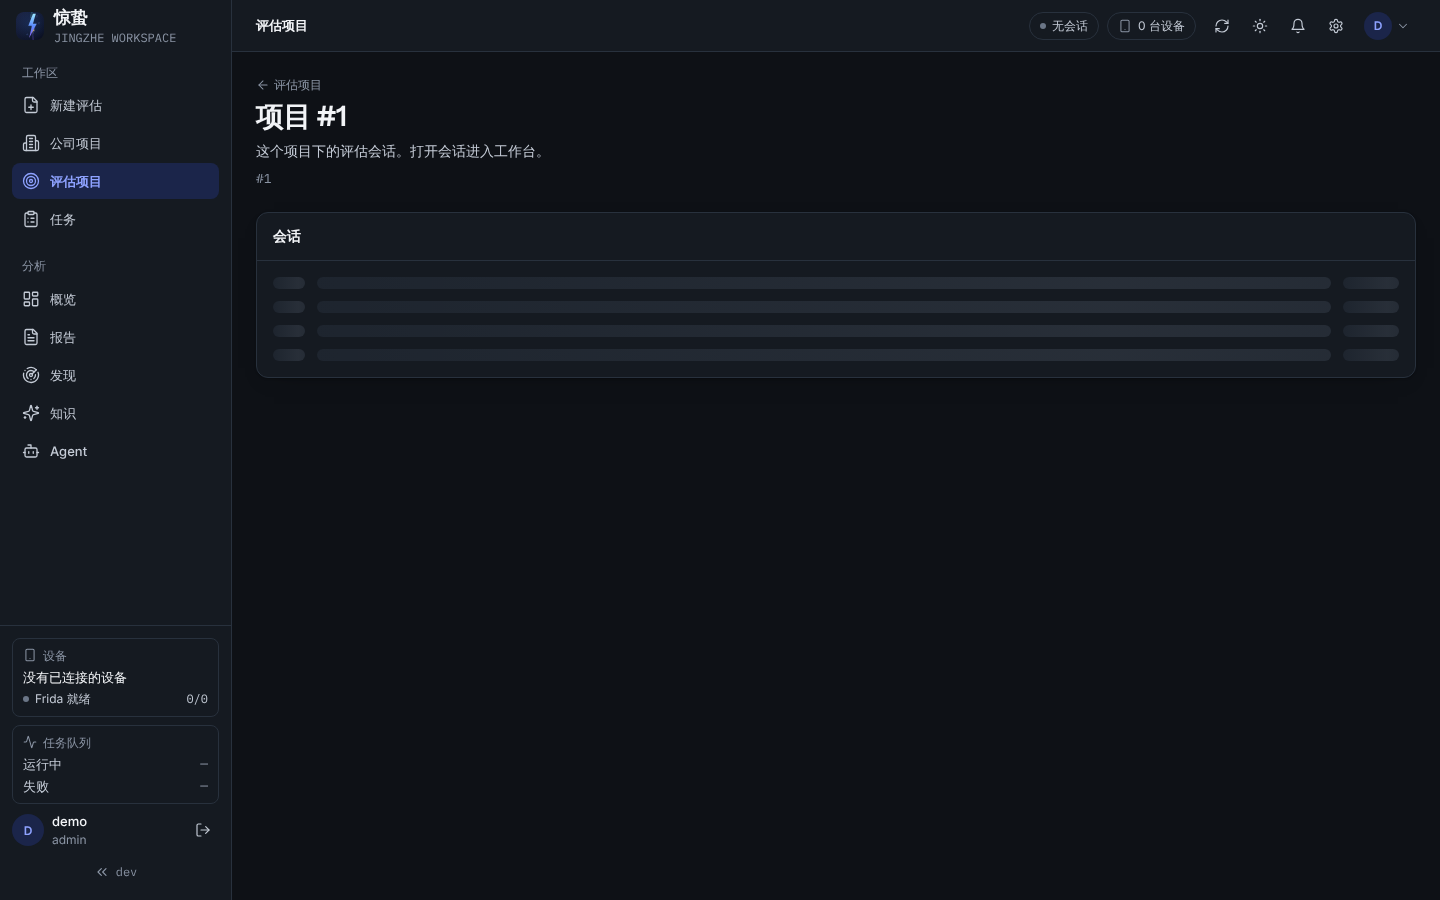 惊蛰
JINGZHE WORKSPACE
工作区
新建评估
公司项目
评估项目
任务
分析
概览
报告
发现
知识
Agent
设备
没有已连接的设备
Frida 就绪 0/0
任务队列
运行中 —
失败 —
D demo
admin
dev
评估项目
无会话
0 台设备
D
评估项目
项目 #1
这个项目下的评估会话。打开会话进入工作台。
#1
会话